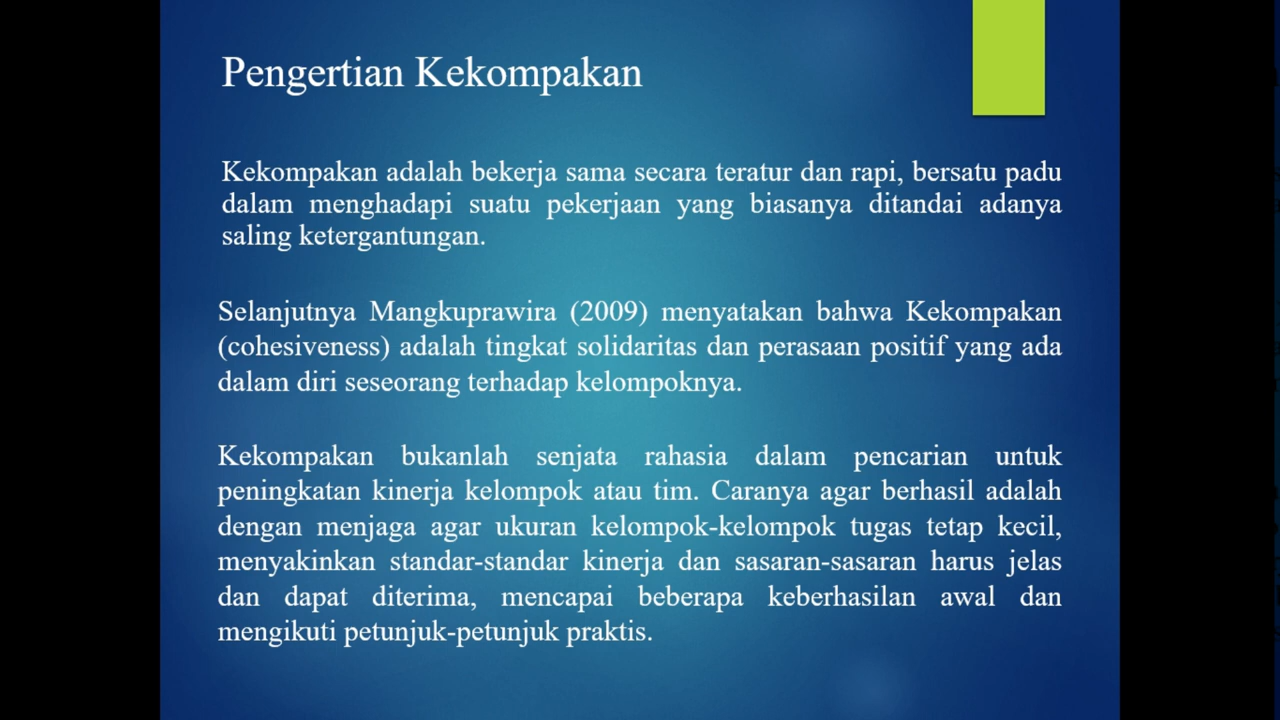 Pengertian Kekompakan
Kekompakan adalah bekerja sama secara teratur dan rapi, bersatu padu
dalam menghadapi suatu pekerjaan yang biasanya ditandai adanya
saling ketergantungan.
Selanjutnya Mangkuprawira (2009) menyatakan bahwa Kekompakan
(cohesiveness) adalah tingkat solidaritas dan perasaan positif yang ada
dalam diri seseorang terhadap kelompoknya.
Kekompakan bukanlah senjata rahasia dalam pencarian untuk
peningkatan kinerja kelompok atau tim. Caranya agar berhasil adalah
dengan menjaga agar ukuran kelompok-kelompok tugas tetap kecil,
menyakinkan standar-standar kinerja dan sasaran-sasaran harus jelas
dan dapat diterima, mencapai beberapa keberhasilan awal dan
mengikuti petunjuk-petunjuk praktis.